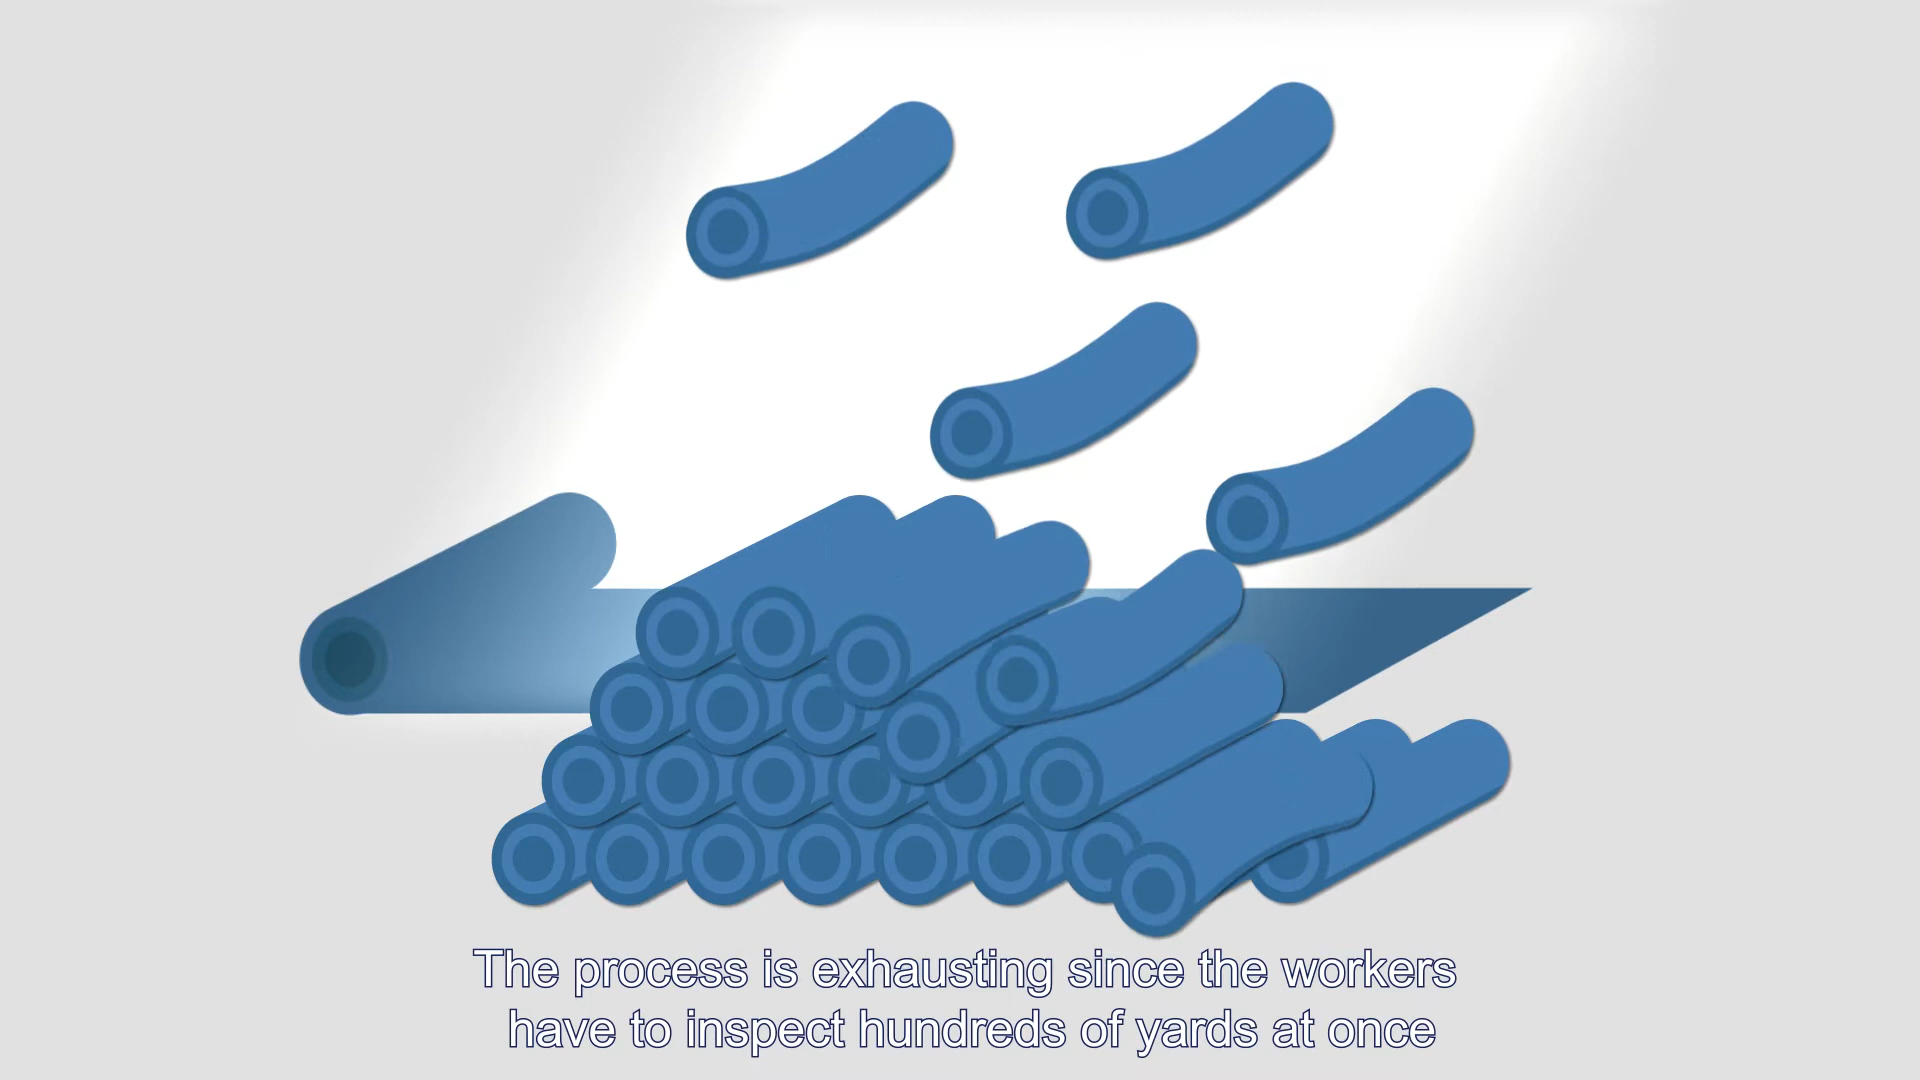 The process is exhausting since the workers
have to inspect hundreds of yards at once